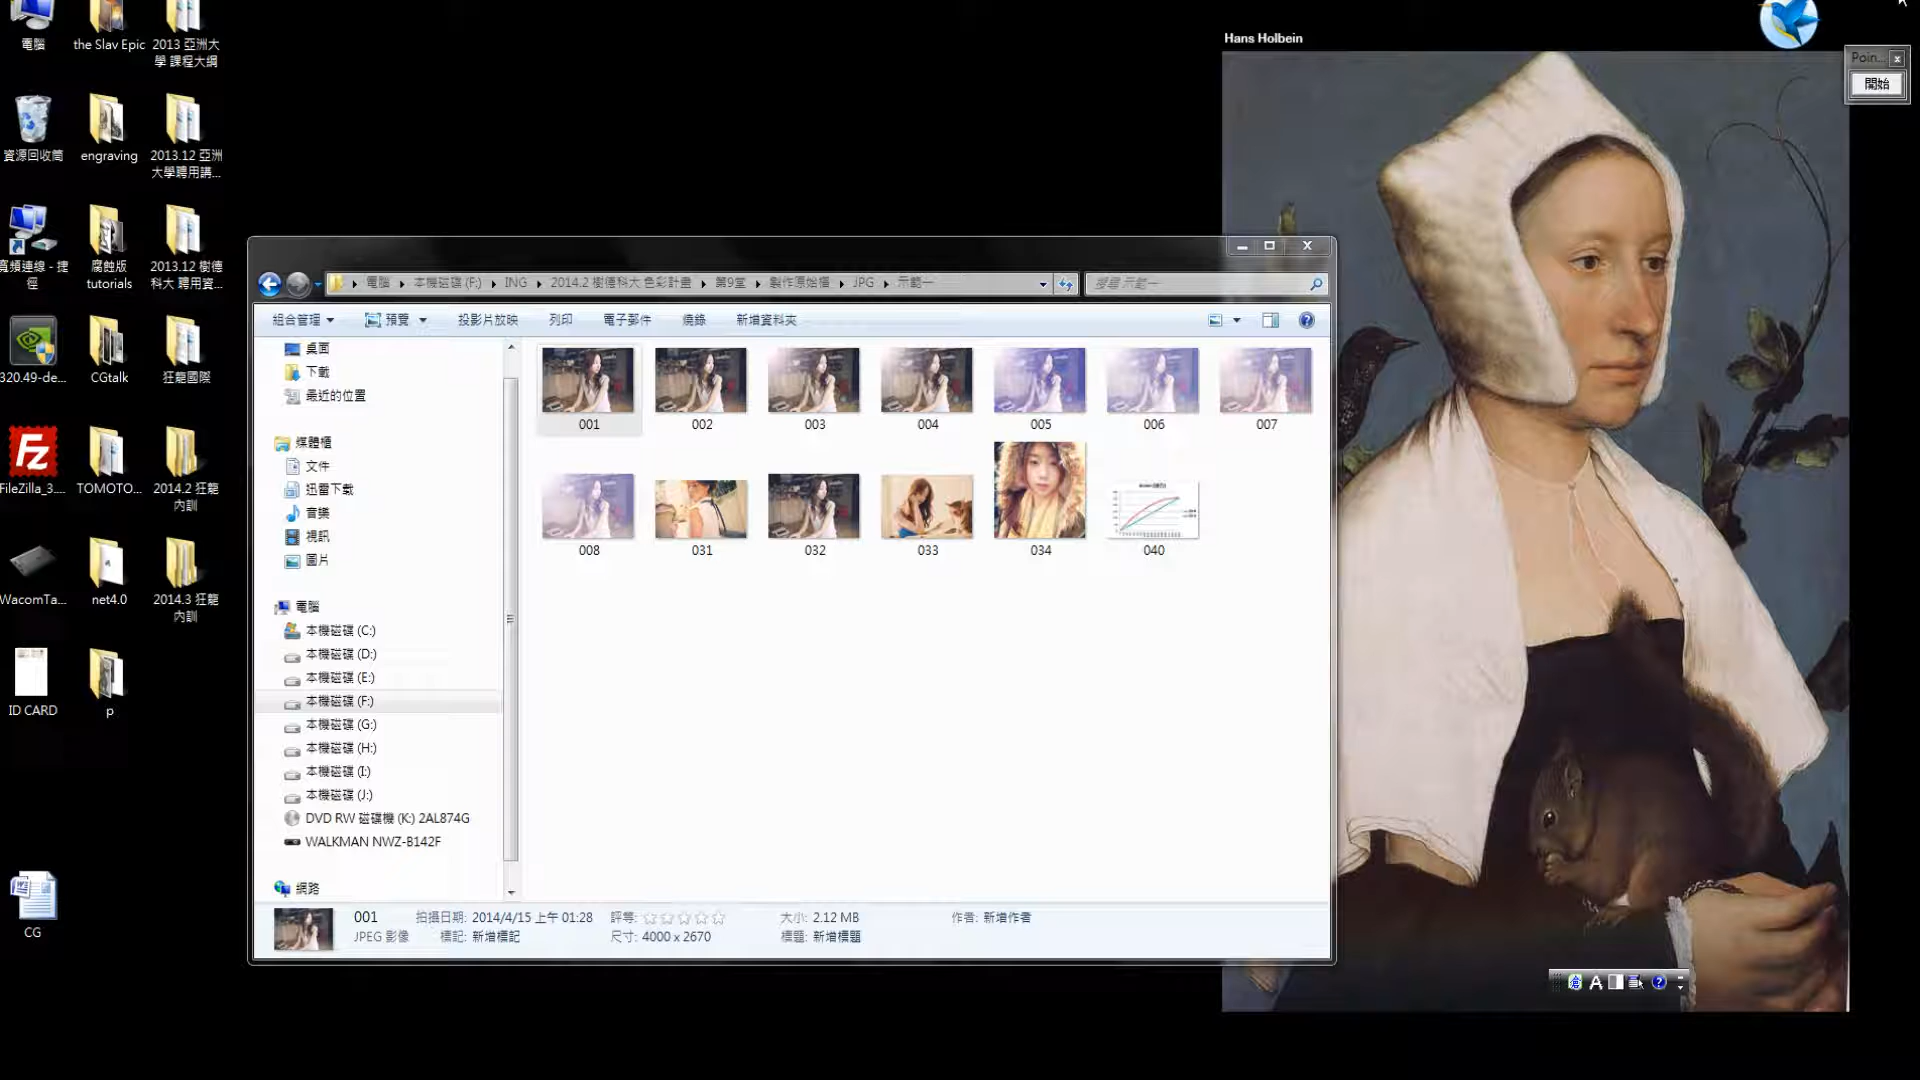 電腦
the Slav Epic
2013 亞洲大
學 課程大綱
Hans Holbein
Poin...
開始
資源回收筒
engraving
2013.12 亞洲
大學聘用講...
寬頻連線 - 捷
徑
腐蝕版
tutorials
2013.12 樹德
科大 聘用資...
320.49-de...
CGtalk
狂龍國際
FileZilla_3....
TOMOTO...
2014.2 狂龍
內訓
WacomTa...
net4.0
2014.3 狂龍
內訓
ID CARD
p
CG
電腦 本機磁碟 (F:) ING 2014.2 樹德科大 色彩計畫 第9堂 製作原始檔 JPG 示範一
搜尋 示範一
組合管理 預覽 投影片放映 列印 電子郵件 燒錄 新增資料夾
桌面
下載
最近的位置
媒體櫃
文件
迅雷下載
音樂
視訊
圖片
電腦
本機磁碟 (C:)
本機磁碟 (D:)
本機磁碟 (E:)
本機磁碟 (F:)
本機磁碟 (G:)
本機磁碟 (H:)
本機磁碟 (I:)
本機磁碟 (J:)
DVD RW 磁碟機 (K:) 2AL874G
WALKMAN NWZ-B142F
網路
001 002 003 004 005 006 007
008 031 032 033 034 040
001 拍攝日期: 2014/4/15 上午 01:28 評等: 大小: 2.12 MB 作者: 新增作者
JPEG 影像 標記: 新增標記 尺寸: 4000 x 2670 標題: 新增標題
A